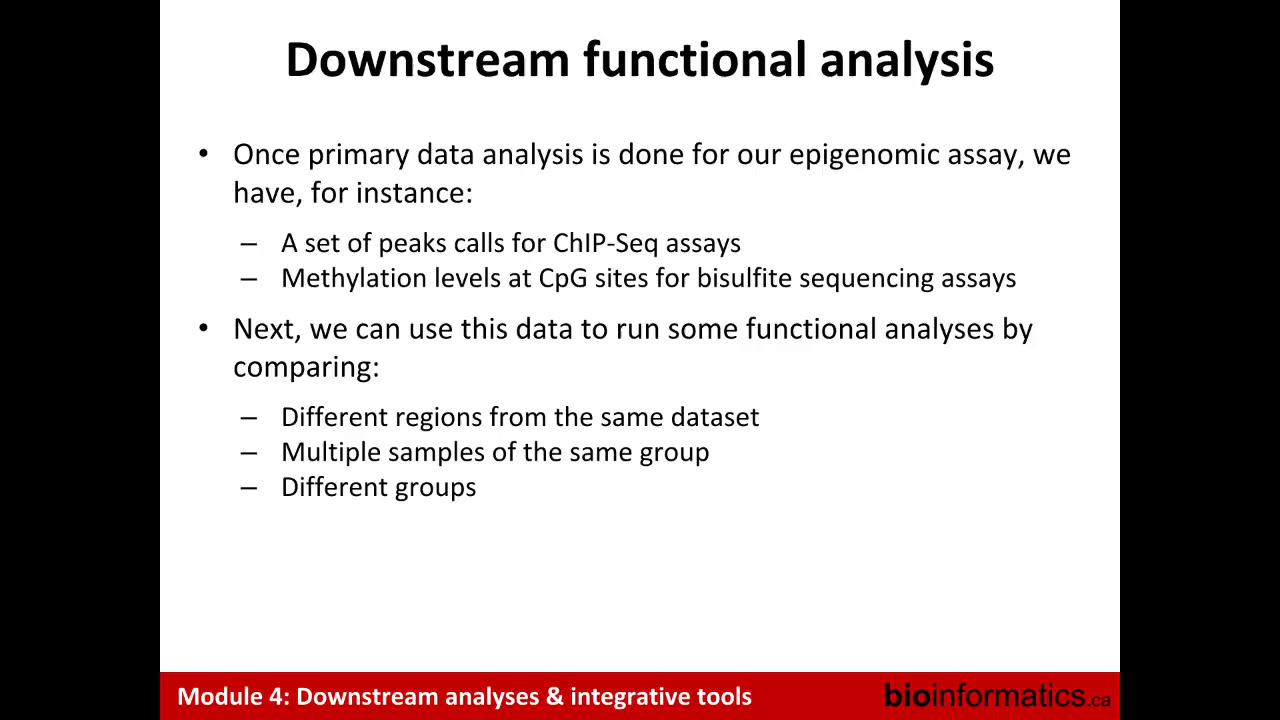 Downstream functional analysis
• Once primary data analysis is done for our epigenomic assay, we
have, for instance:
– A set of peaks calls for ChIP-Seq assays
– Methylation levels at CpG sites for bisulfite sequencing assays
• Next, we can use this data to run some functional analyses by
comparing:
– Different regions from the same dataset
– Multiple samples of the same group
– Different groups
Module 4: Downstream analyses & integrative tools
bioinformatics.ca